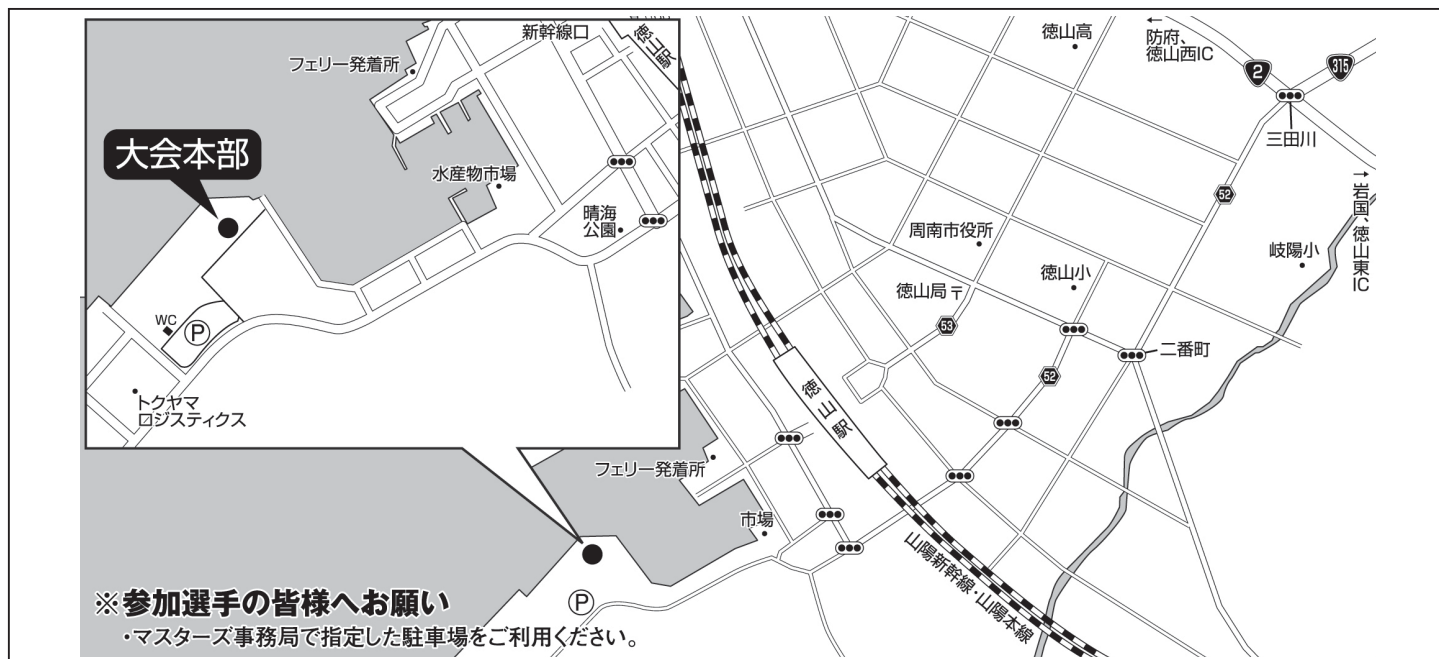 新幹線口
徳山駅
フェリー発着所
大会本部
水産物市場
晴海
公園
WC
P
トクヤマ
ロジスティクス
徳山高
←
防府、
徳山西IC
2
315
三田川
→岩国、徳山東IC
52
周南市役所
岐陽小
徳山小
徳山局〒
53
二番町
52
徳山駅
フェリー発着所
市場
山陽新幹線・山陽本線
P
※参加選手の皆様へお願い
・マスターズ事務局で指定した駐車場をご利用ください。